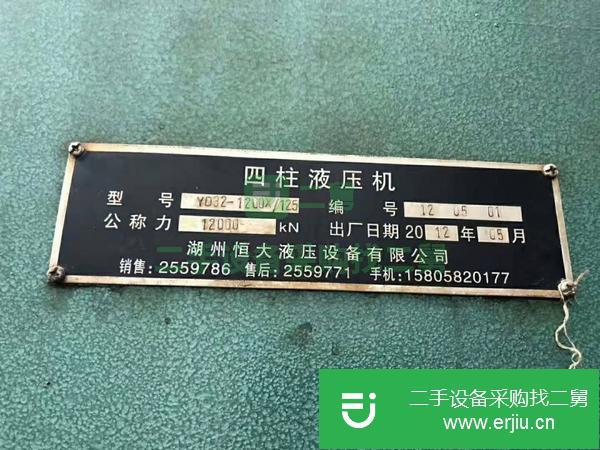 四柱液压机
型 号 YD32-1200X/125 编 号 12 05 01
公称力 12000 kN 出厂日期 2012 年 05 月
湖州恒大液压设备有限公司
销售:2559786 售后:2559771 手机:15805820177
二手设备采购找二舅
www.erjiu.cn